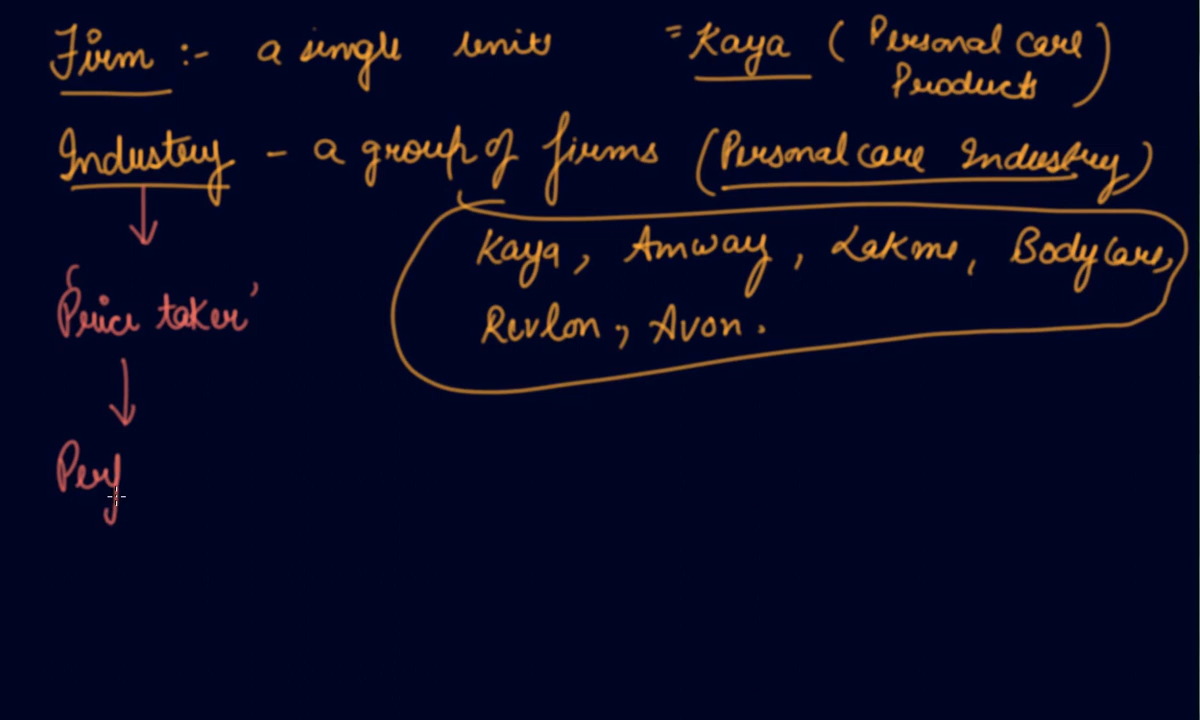 Firm :- a single units = Kaya ( Personal care
Products )
Industry - a group of firms (Personal care Industry)
Kaya, Amway, Lakme, Bodycare,
Revlon, Avon.
'Price taker'
Perf